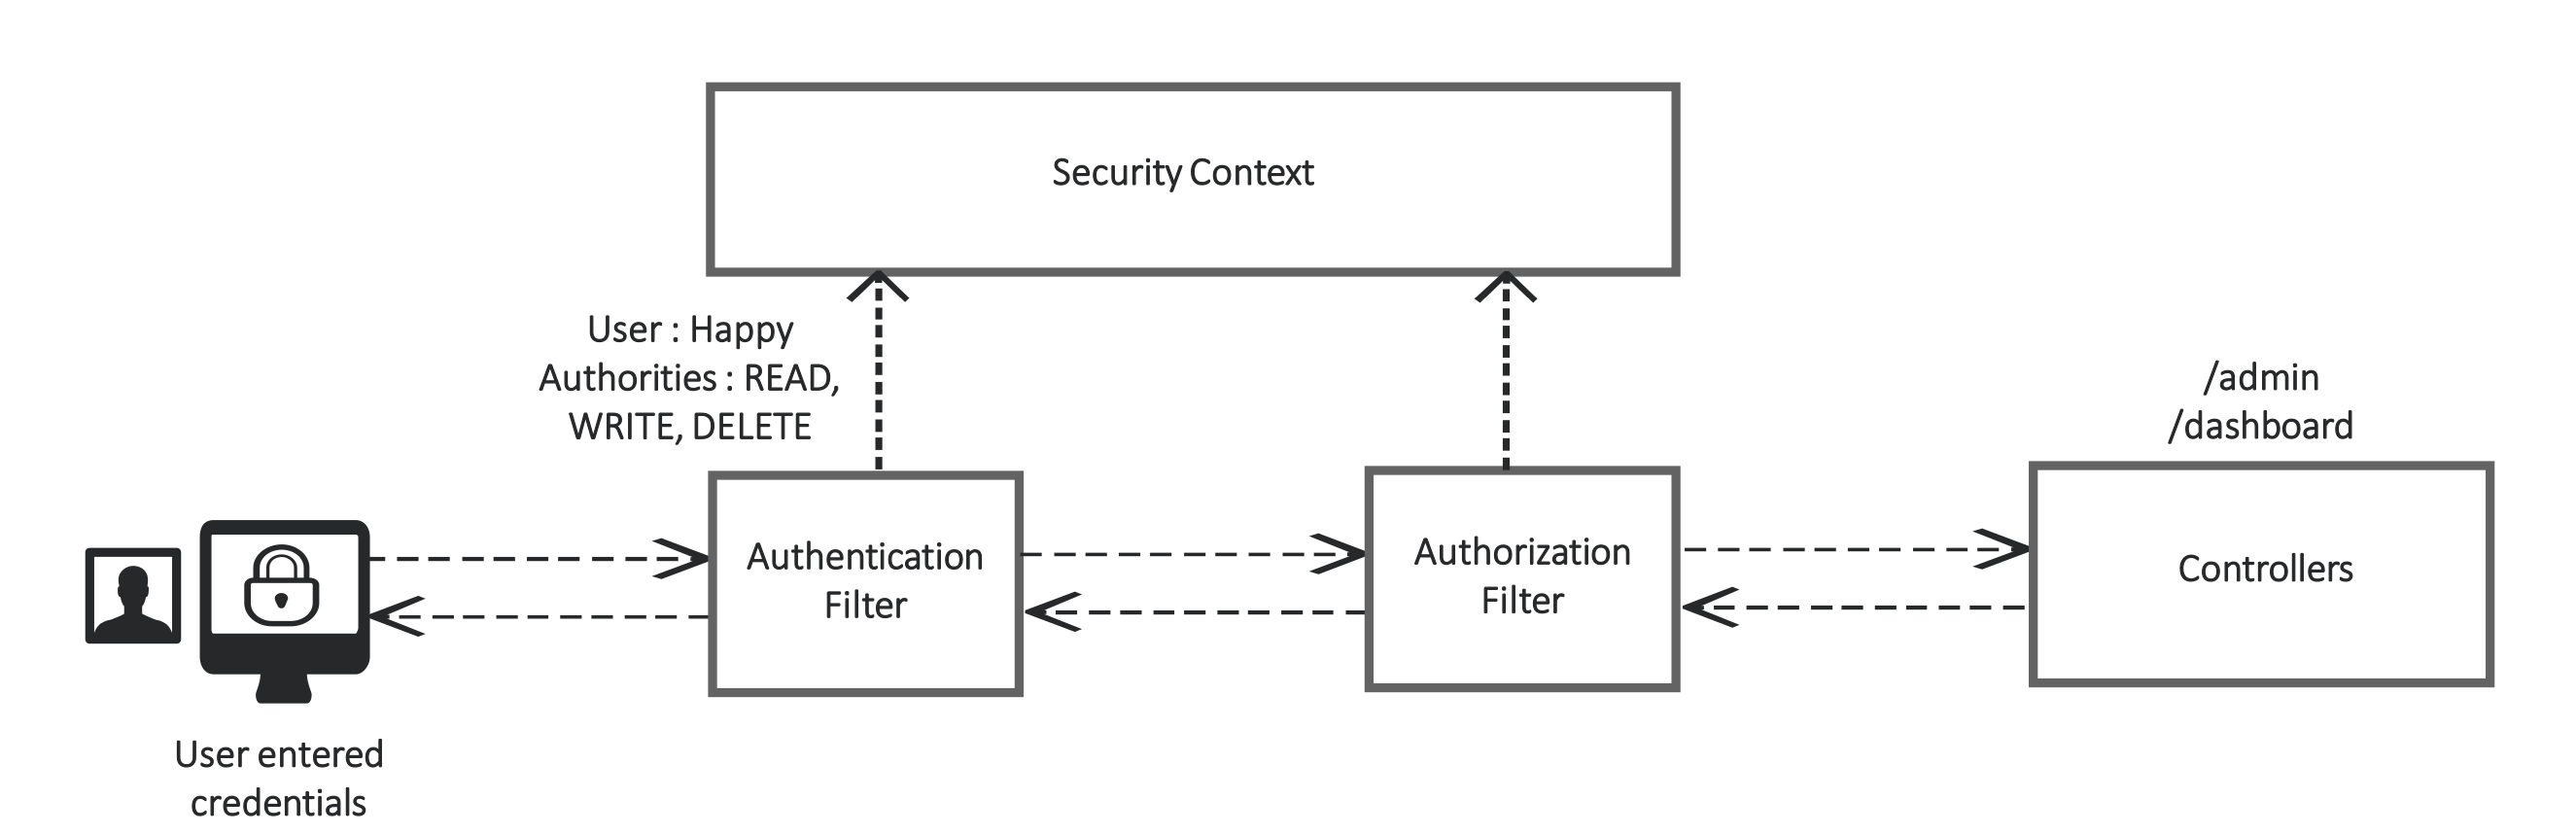 Security Context
User : Happy
Authorities : READ,
WRITE, DELETE
/admin
/dashboard
Authentication
Filter
Authorization
Filter
Controllers
User entered
credentials